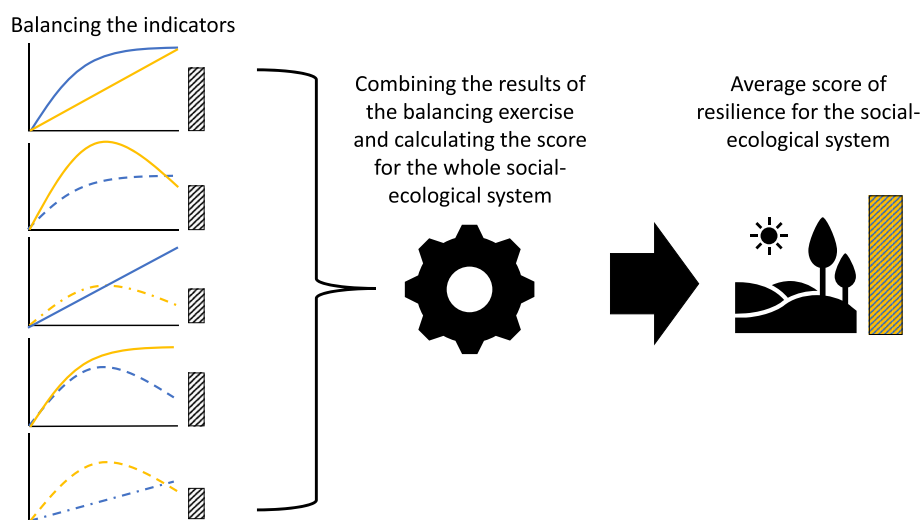 Balancing the indicators
Combining the results of
the balancing exercise
and calculating the score
for the whole social-
ecological system
Average score of
resilience for the social-
ecological system